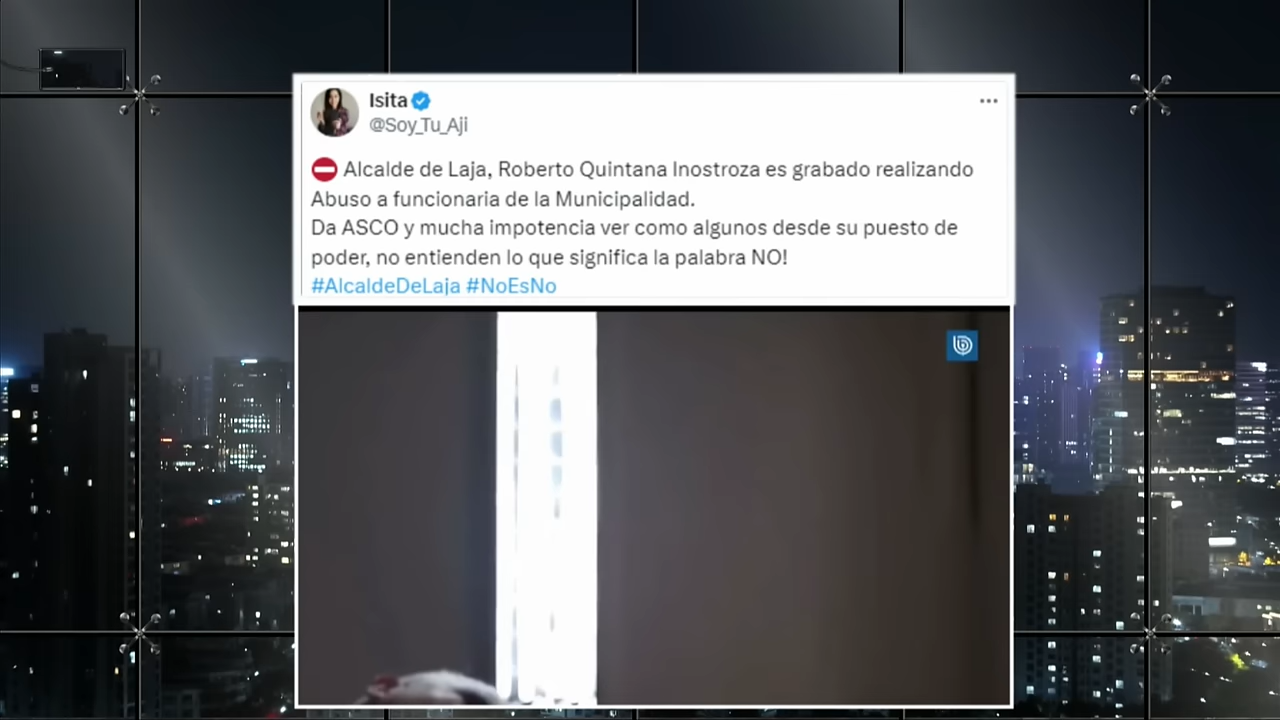 Isita
@Soy_Tu_Aji
Alcalde de Laja, Roberto Quintana Inostroza es grabado realizando
Abuso a funcionaria de la Municipalidad.
Da ASCO y mucha impotencia ver como algunos desde su puesto de
poder, no entienden lo que significa la palabra NO!
#AlcaldeDeLaja #NoEsNo